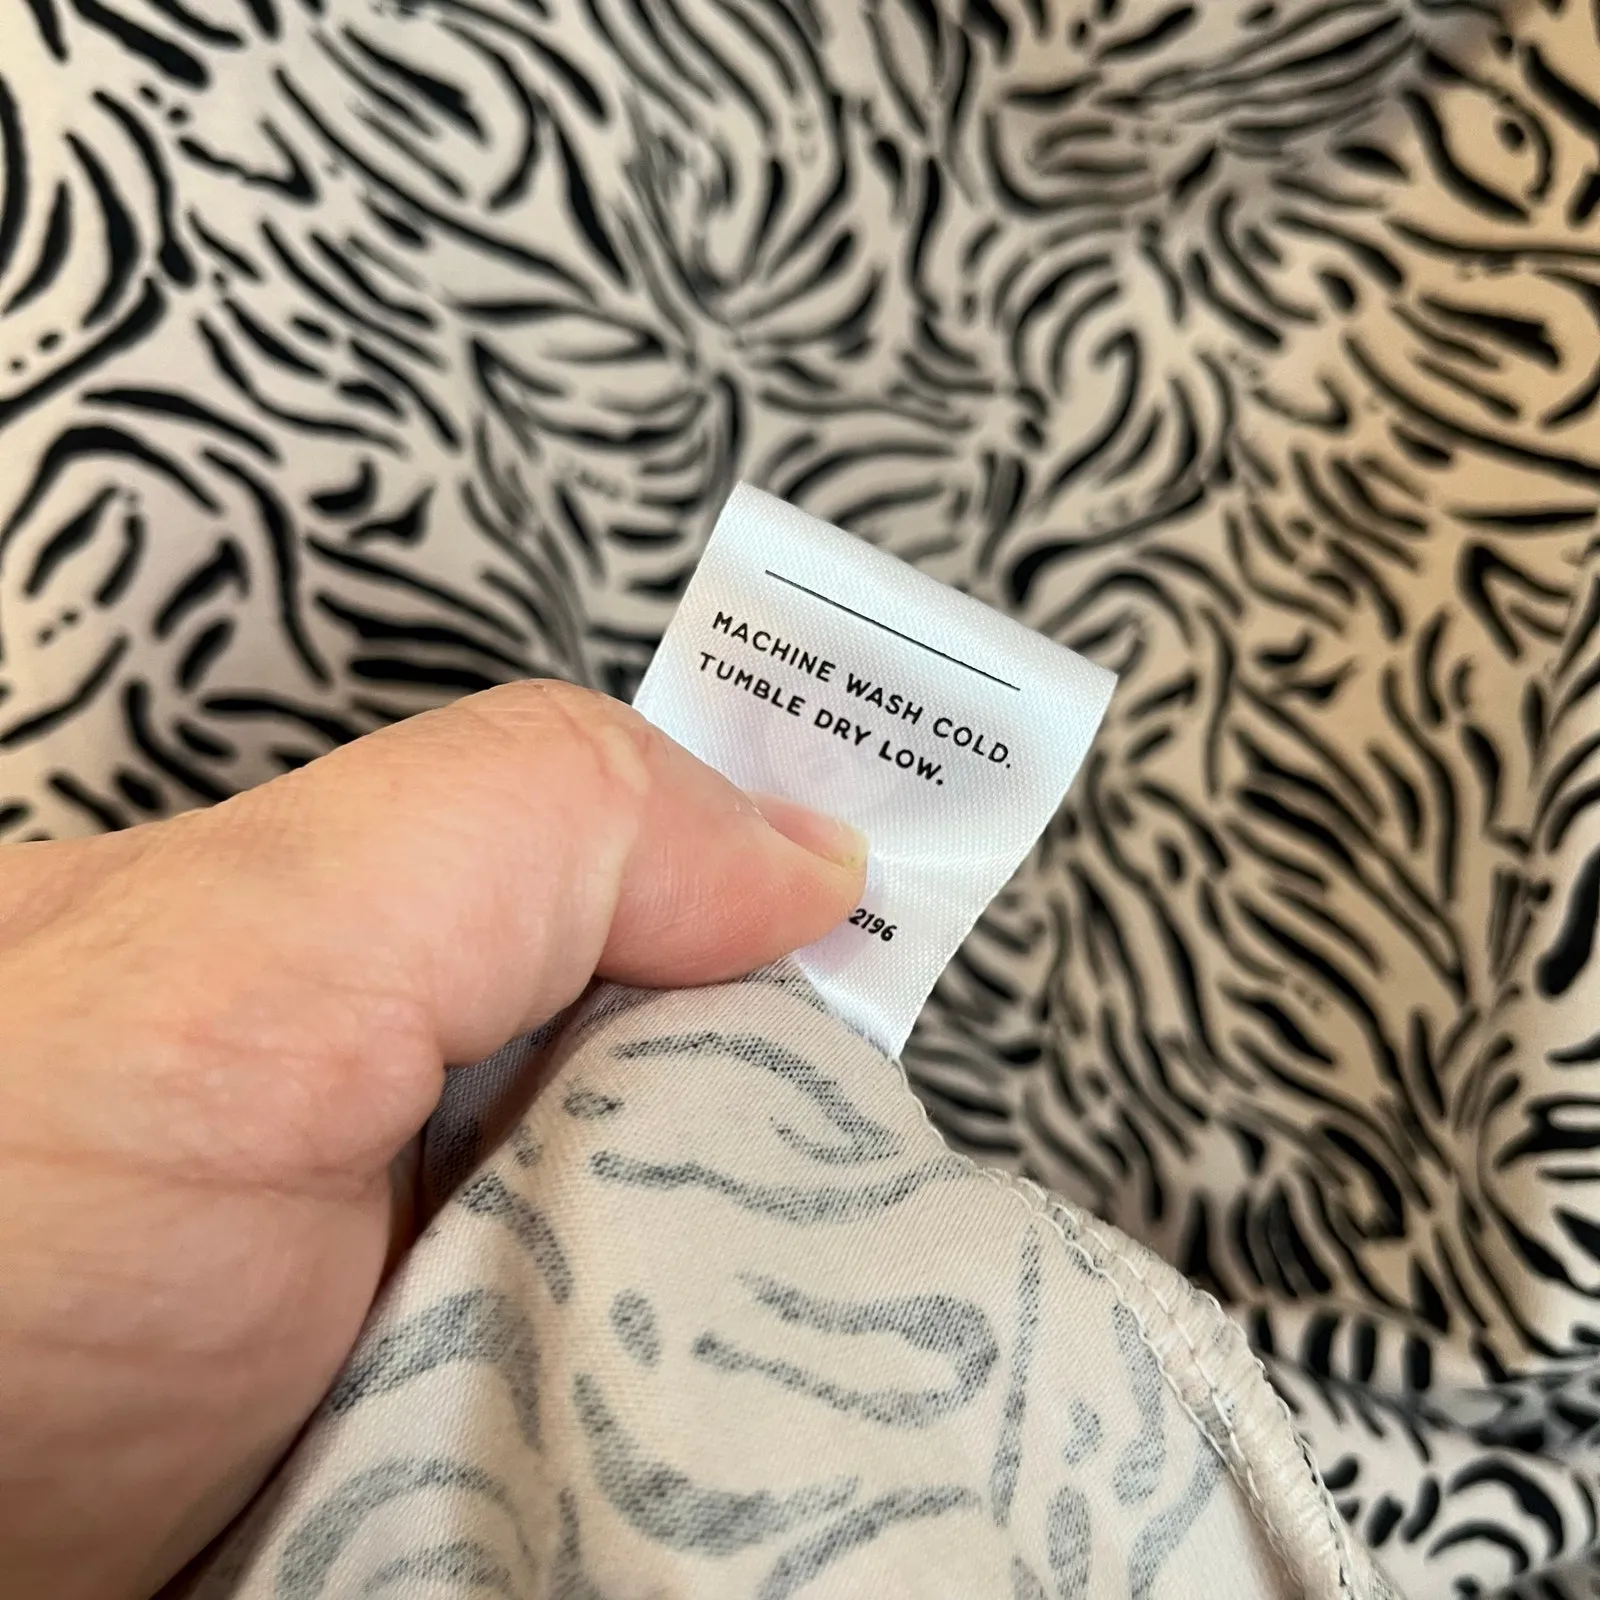 MACHINE WASH COLD.
TUMBLE DRY LOW.
2196